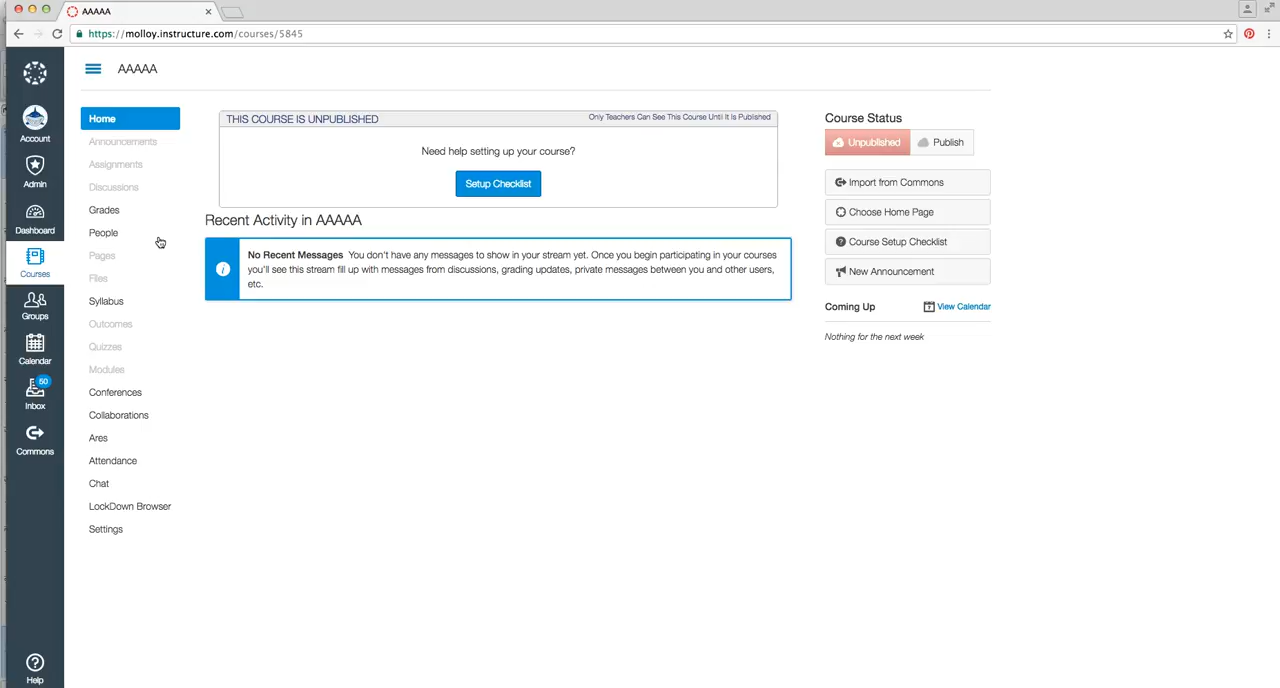 AAAAA
https://molloy.instructure.com/courses/5845
AAAAA
Account
Admin
Dashboard
Courses
Groups
Calendar
50
Inbox
Commons
Help
Home
Announcements
Assignments
Discussions
Grades
People
Pages
Files
Syllabus
Outcomes
Quizzes
Modules
Conferences
Collaborations
Ares
Attendance
Chat
LockDown Browser
Settings
THIS COURSE IS UNPUBLISHED
Only Teachers Can See This Course Until It Is Published
Need help setting up your course?
Setup Checklist
Recent Activity in AAAAA
No Recent Messages You don't have any messages to show in your stream yet. Once you begin participating in your courses
you'll see this stream fill up with messages from discussions, grading updates, private messages between you and other users,
etc.
Course Status
Unpublished Publish
Import from Commons
Choose Home Page
Course Setup Checklist
New Announcement
Coming Up View Calendar
Nothing for the next week